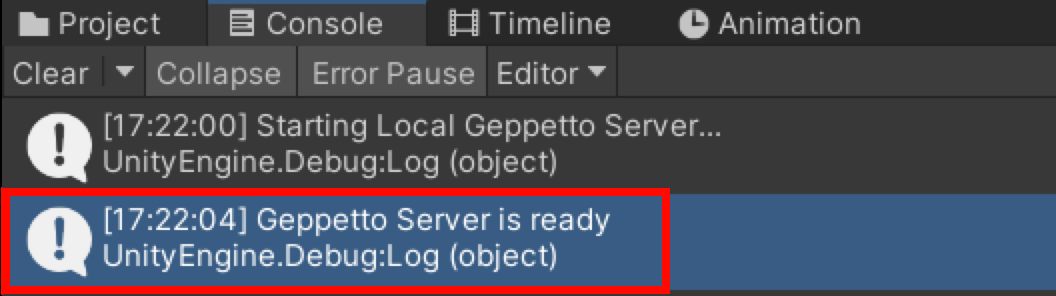 Project Console Timeline Animation
Clear Collapse Error Pause Editor
[17:22:00] Starting Local Geppetto Server...
UnityEngine.Debug:Log (object)
[17:22:04] Geppetto Server is ready
UnityEngine.Debug:Log (object)